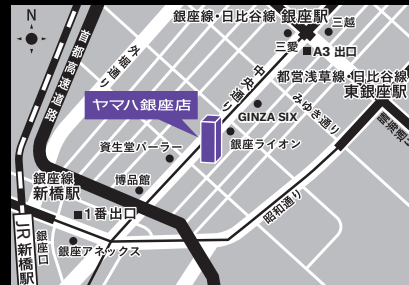 N
銀座線・日比谷線 銀座駅
三越
三愛
A3 出口
外堀通り
首都高速道路
中央通り
都営浅草線・日比谷線
東銀座駅
みゆき通り
ヤマハ銀座店
GINZA SIX
銀座ライオン
資生堂パーラー
晴海通り
銀座線
新橋駅
博品館
1番出口
昭和通り
銀座口
JR新橋駅
銀座アネックス